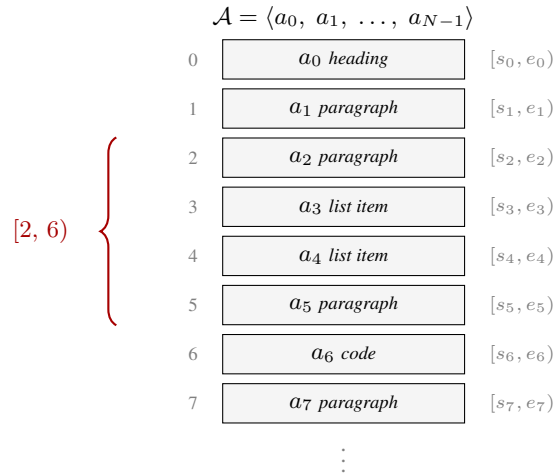 𝒜 = ⟨a₀, a₁, …, a_{N−1}⟩
0 a₀ heading [s₀, e₀)
1 a₁ paragraph [s₁, e₁)
2 a₂ paragraph [s₂, e₂)
3 a₃ list item [s₃, e₃)
[2, 6)
4 a₄ list item [s₄, e₄)
5 a₅ paragraph [s₅, e₅)
6 a₆ code [s₆, e₆)
7 a₇ paragraph [s₇, e₇)
⋮